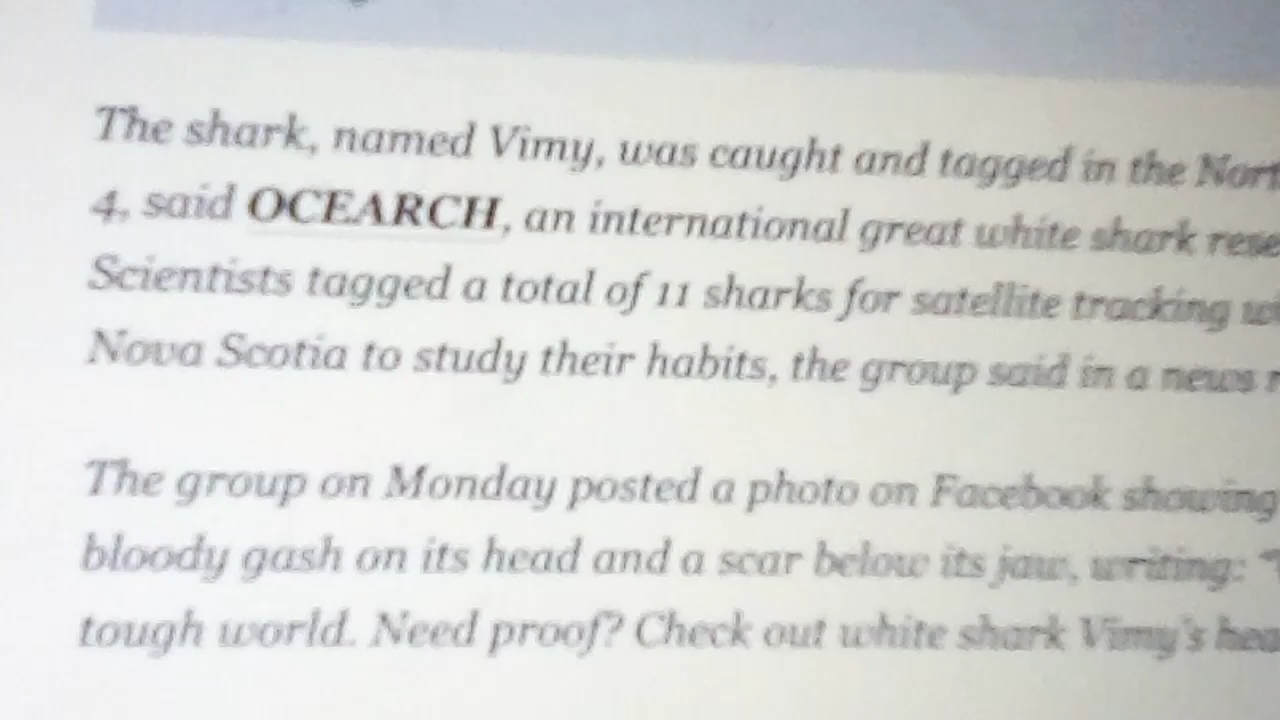 The shark, named Vimy, was caught and tagged in the
4, said OCEARCH, an international great white shark
Scientists tagged a total of 11 sharks for satellite tracking
Nova Scotia to study their habits, the group said in a news
The group on Monday posted a photo on Facebook showing
bloody gash on its head and a scar below its jaw, writing:
tough world. Need proof? Check out white shark Vimy's